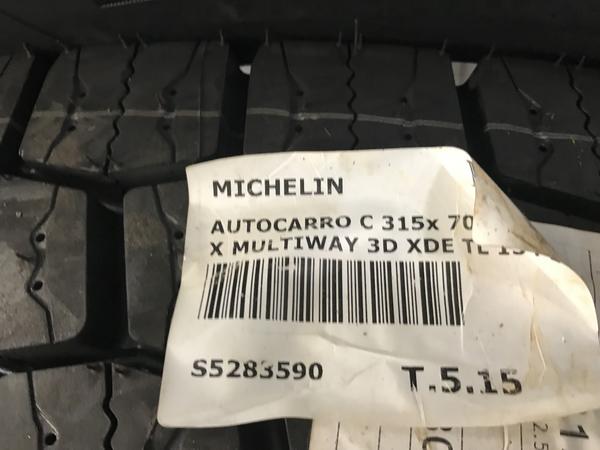 MICHELIN
AUTOCARRO C 315x 70
X MULTIWAY 3D XDE TL
S5283590
T.5.15